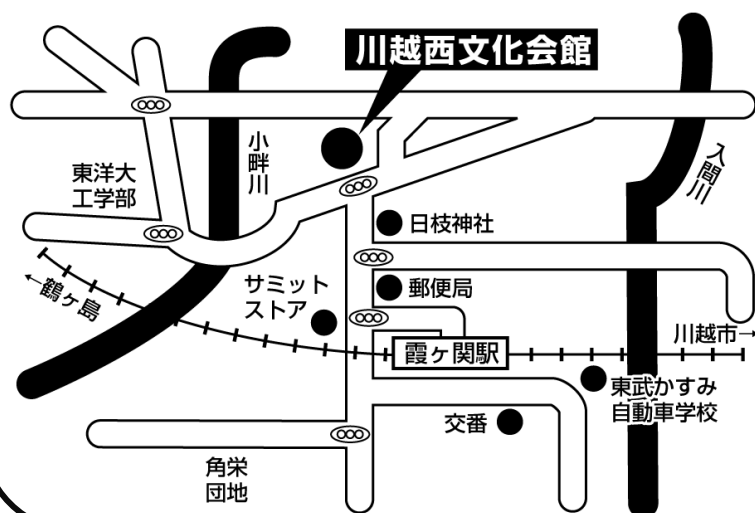 川越西文化会館
小畔川
入間川
東洋大
工学部
日枝神社
←鶴ヶ島
サミット
ストア
郵便局
川越市→
霞ヶ関駅
東武かすみ
自動車学校
交番
角栄
団地